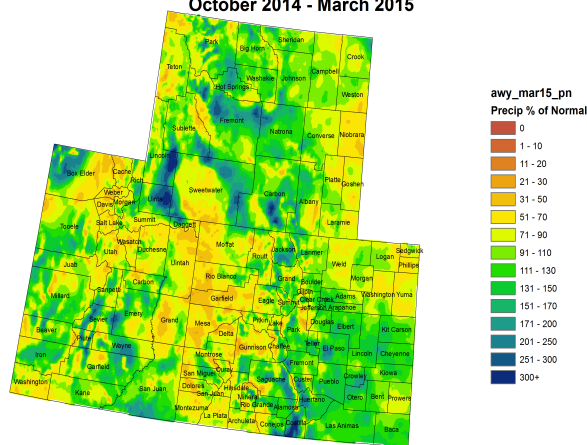 October 2014 - March 2015
awy_mar15_pn
Precip % of Normal
0
1 - 10
11 - 20
21 - 30
31 - 50
51 - 70
71 - 90
91 - 110
111 - 130
131 - 150
151 - 170
171 - 200
201 - 250
251 - 300
300+
Sheridan
Park
Big Horn
Crook
Teton
Campbell
Washakie
Johnson
Hot Springs
Weston
Fremont
Sublette
Natrona
Converse
Niobrara
Lincoln
Platte
Goshen
Sweetwater
Carbon
Albany
Uinta
Laramie
Box Elder
Cache
Rich
Weber
Davis
Morgan
Salt Lake
Summit
Daggett
Tooele
Wasatch
Utah
Duchesne
Uintah
Juab
Carbon
Sanpete
Millard
Emery
Grand
Sevier
Beaver
Piute
Wayne
Iron
Garfield
Washington
Kane
San Juan
Moffat
Routt
Jackson
Larimer
Weld
Logan
Sedgwick
Phillips
Morgan
Rio Blanco
Grand
Boulder
Gilpin
Adams
Washington
Yuma
Garfield
Eagle
Summit
Clear Creek
Jefferson
Arapahoe
Pitkin
Lake
Park
Douglas
Elbert
Kit Carson
Mesa
Delta
Gunnison
Chaffee
Teller
El Paso
Lincoln
Cheyenne
Montrose
Ouray
Fremont
Kiowa
San Miguel
Saguache
Custer
Pueblo
Crowley
Dolores
Hinsdale
San Juan
Mineral
Huerfano
Otero
Bent
Prowers
Montezuma
Rio Grande
Alamosa
La Plata
Archuleta
Conejos
Costilla
Las Animas
Baca